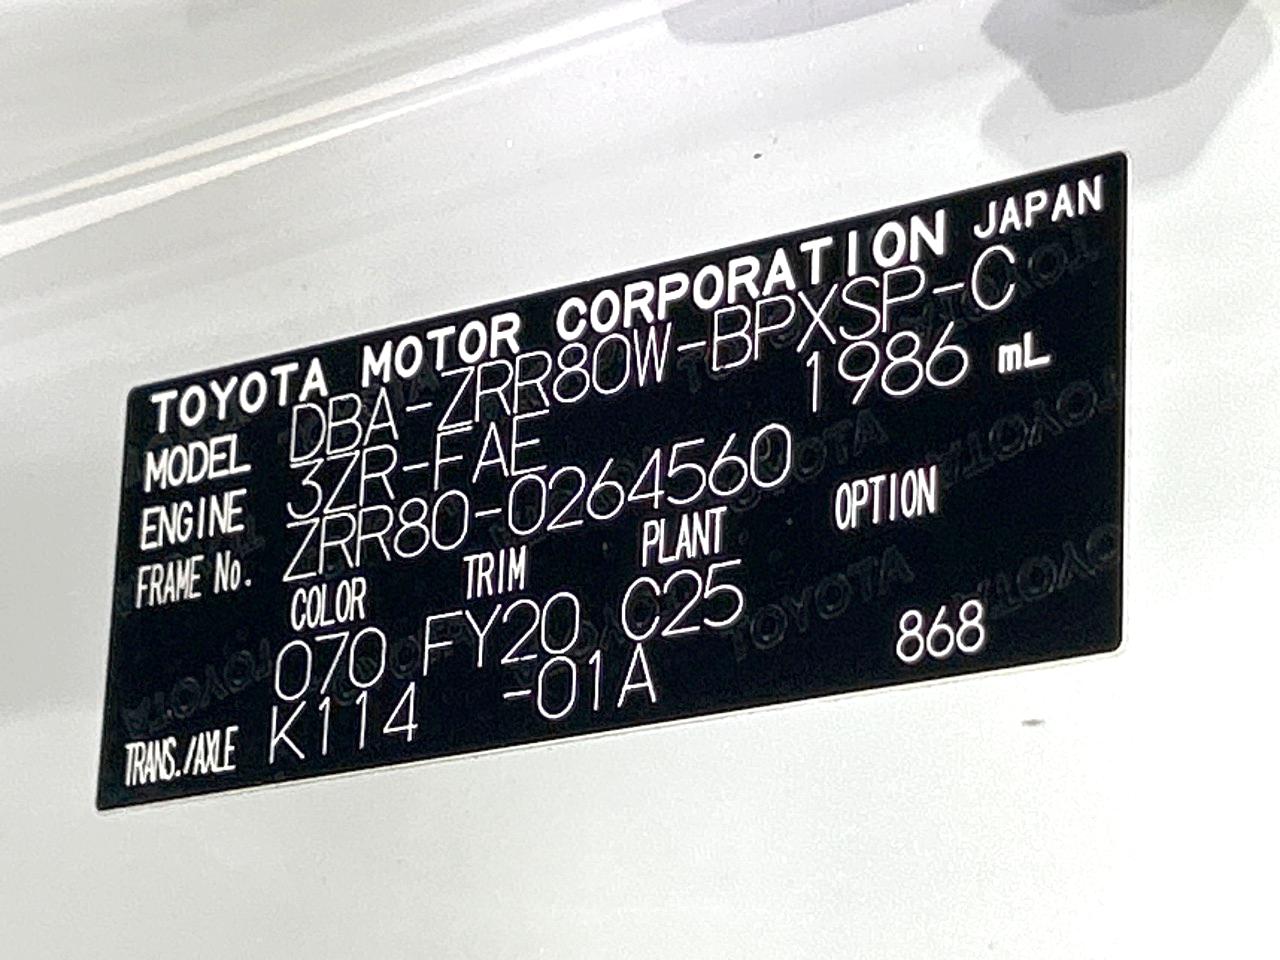 TOYOTA MOTOR CORPORATION JAPAN
MODEL DBA-ZRR80W-BPXSP-C
ENGINE 3ZR-FAE 1986 mL
FRAME No. ZRR80-0264560
COLOR TRIM PLANT OPTION
070 FY20 C25
TRANS./AXLE K114 -01A 868